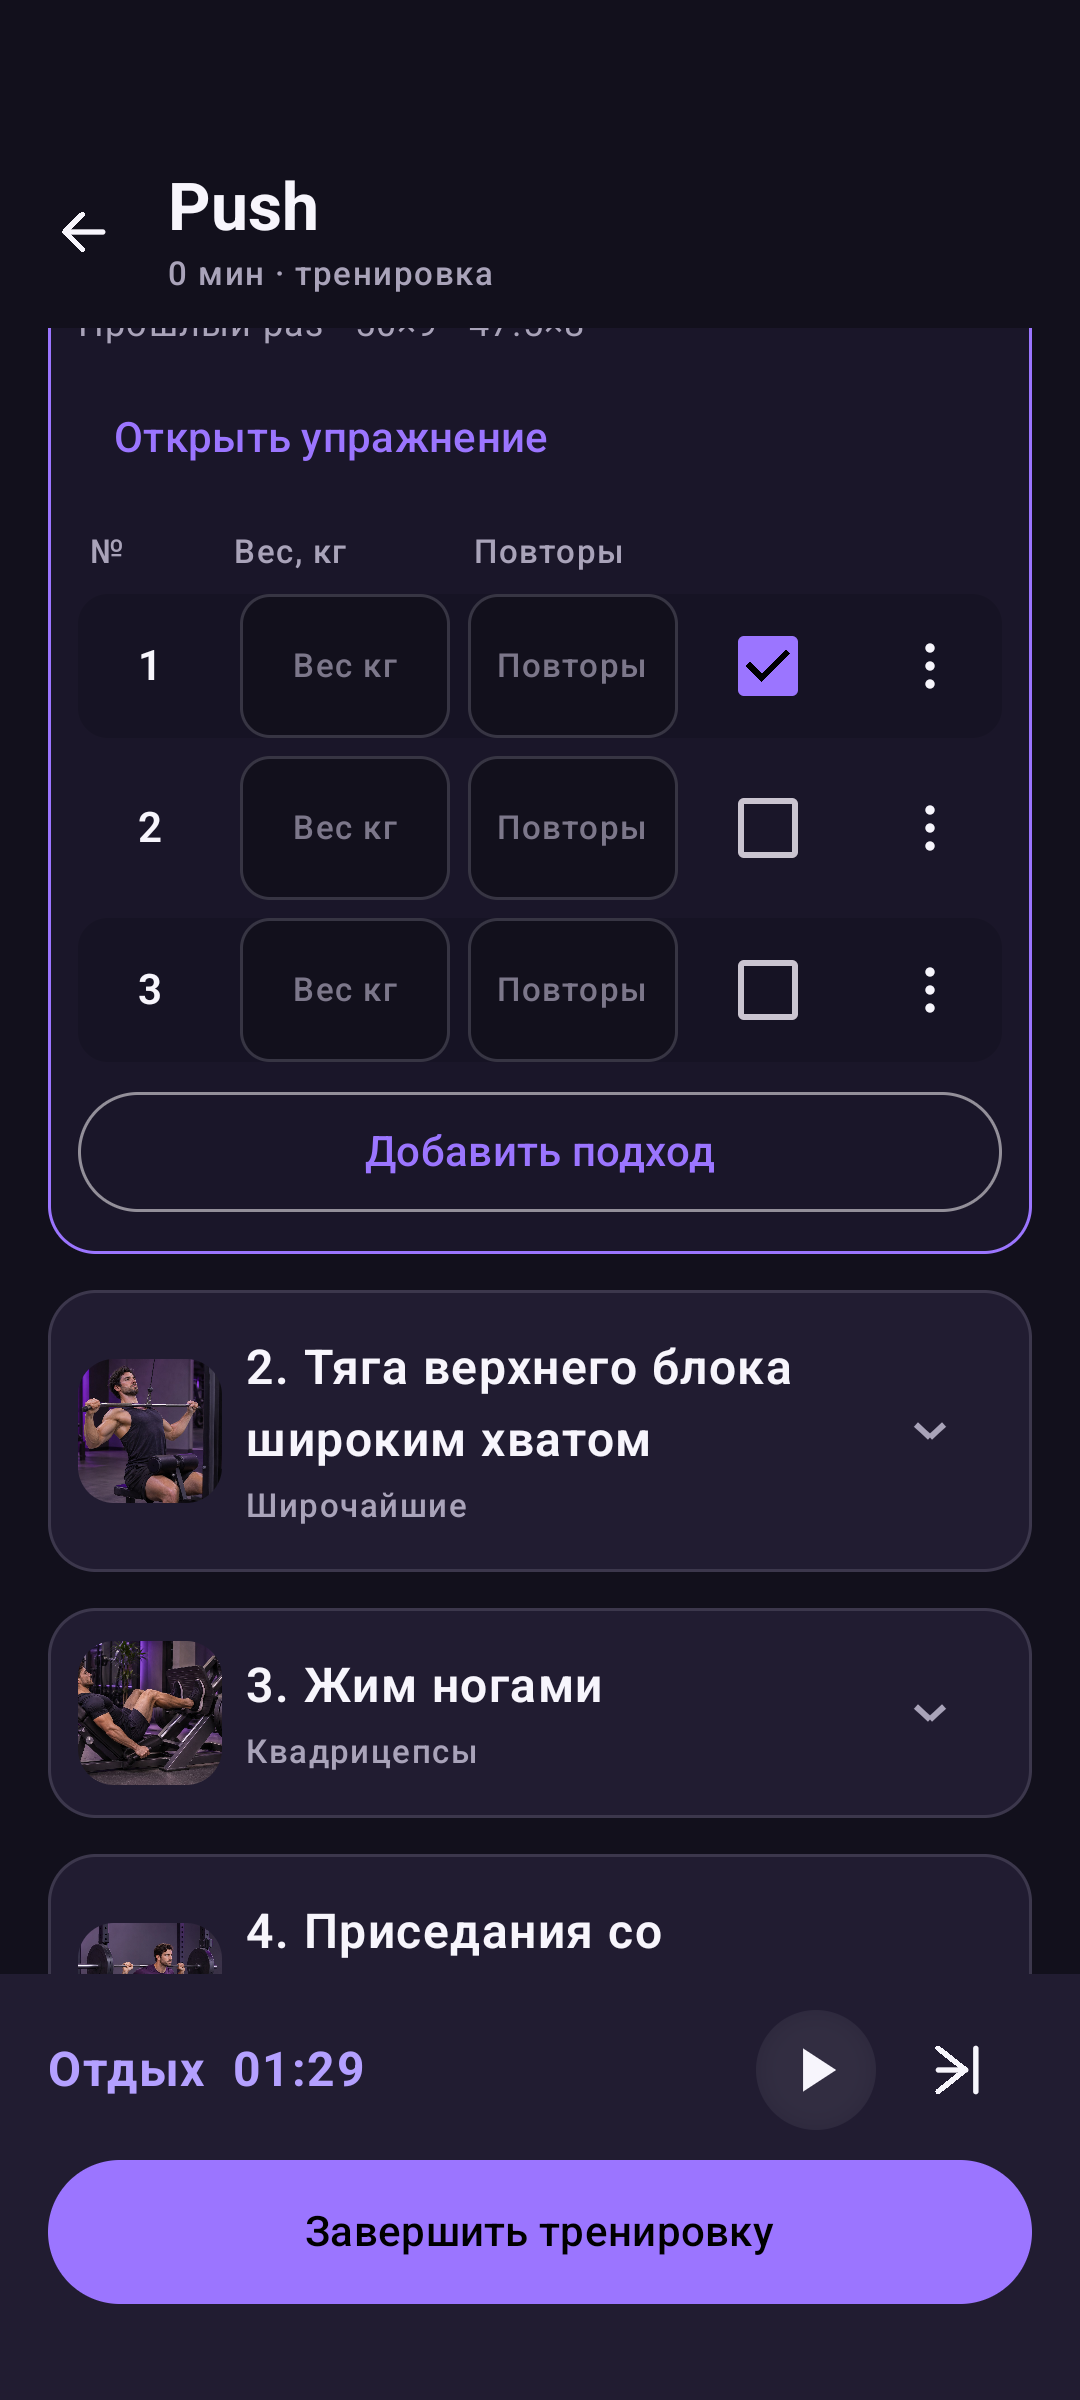 Push
0 мин · тренировка
Прошлый раз
Открыть упражнение
№ Вес, кг Повторы
1 Вес кг Повторы
2 Вес кг Повторы
3 Вес кг Повторы
Добавить подход
2. Тяга верхнего блока
широким хватом
Широчайшие
3. Жим ногами
Квадрицепсы
4. Приседания со
Отдых 01:29
Завершить тренировку